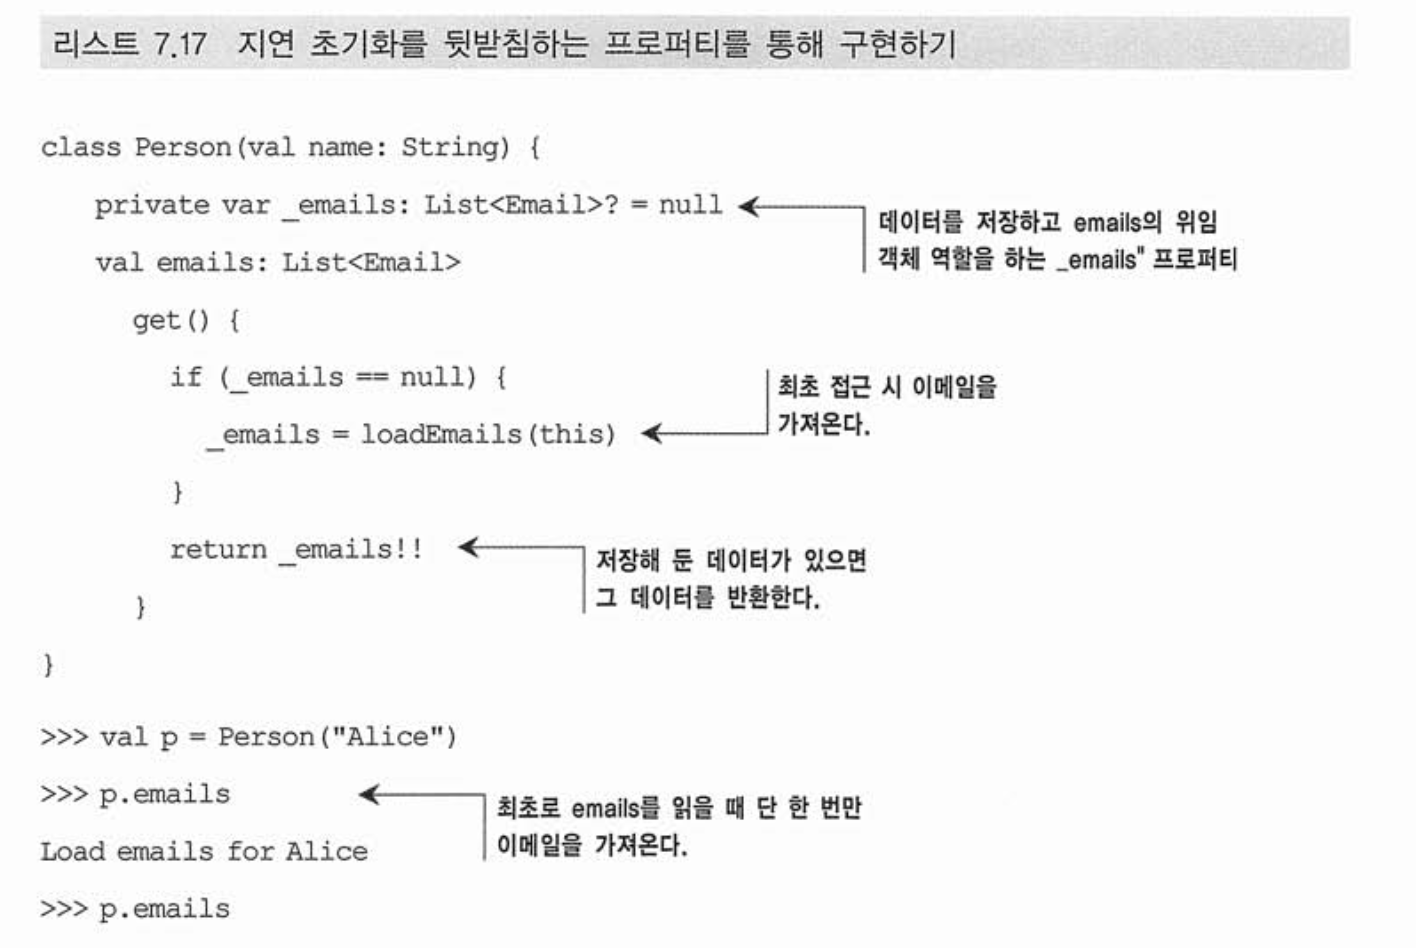 리스트 7.17 지연 초기화를 뒷받침하는 프로퍼티를 통해 구현하기
class Person(val name: String) {
private var _emails: List<Email>? = null
데이터를 저장하고 emails의 위임
객체 역할을 하는 _emails" 프로퍼티
val emails: List<Email>
get() {
if (_emails == null) {
최초 접근 시 이메일을
가져온다.
_emails = loadEmails(this)
}
return _emails!!
저장해 둔 데이터가 있으면
그 데이터를 반환한다.
}
}
>>> val p = Person("Alice")
>>> p.emails
최초로 emails를 읽을 때 단 한 번만
이메일을 가져온다.
Load emails for Alice
>>> p.emails